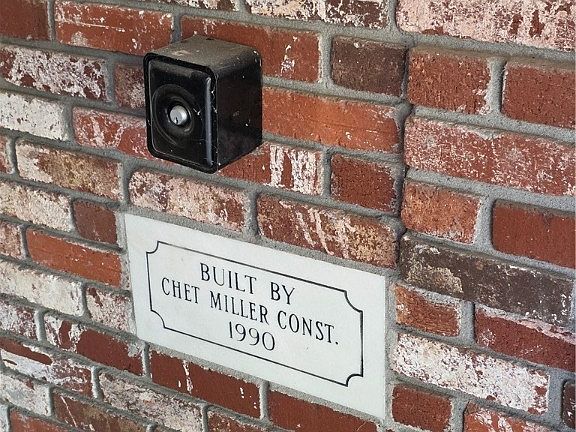 BUILT BY
CHET MILLER CONST.
1990